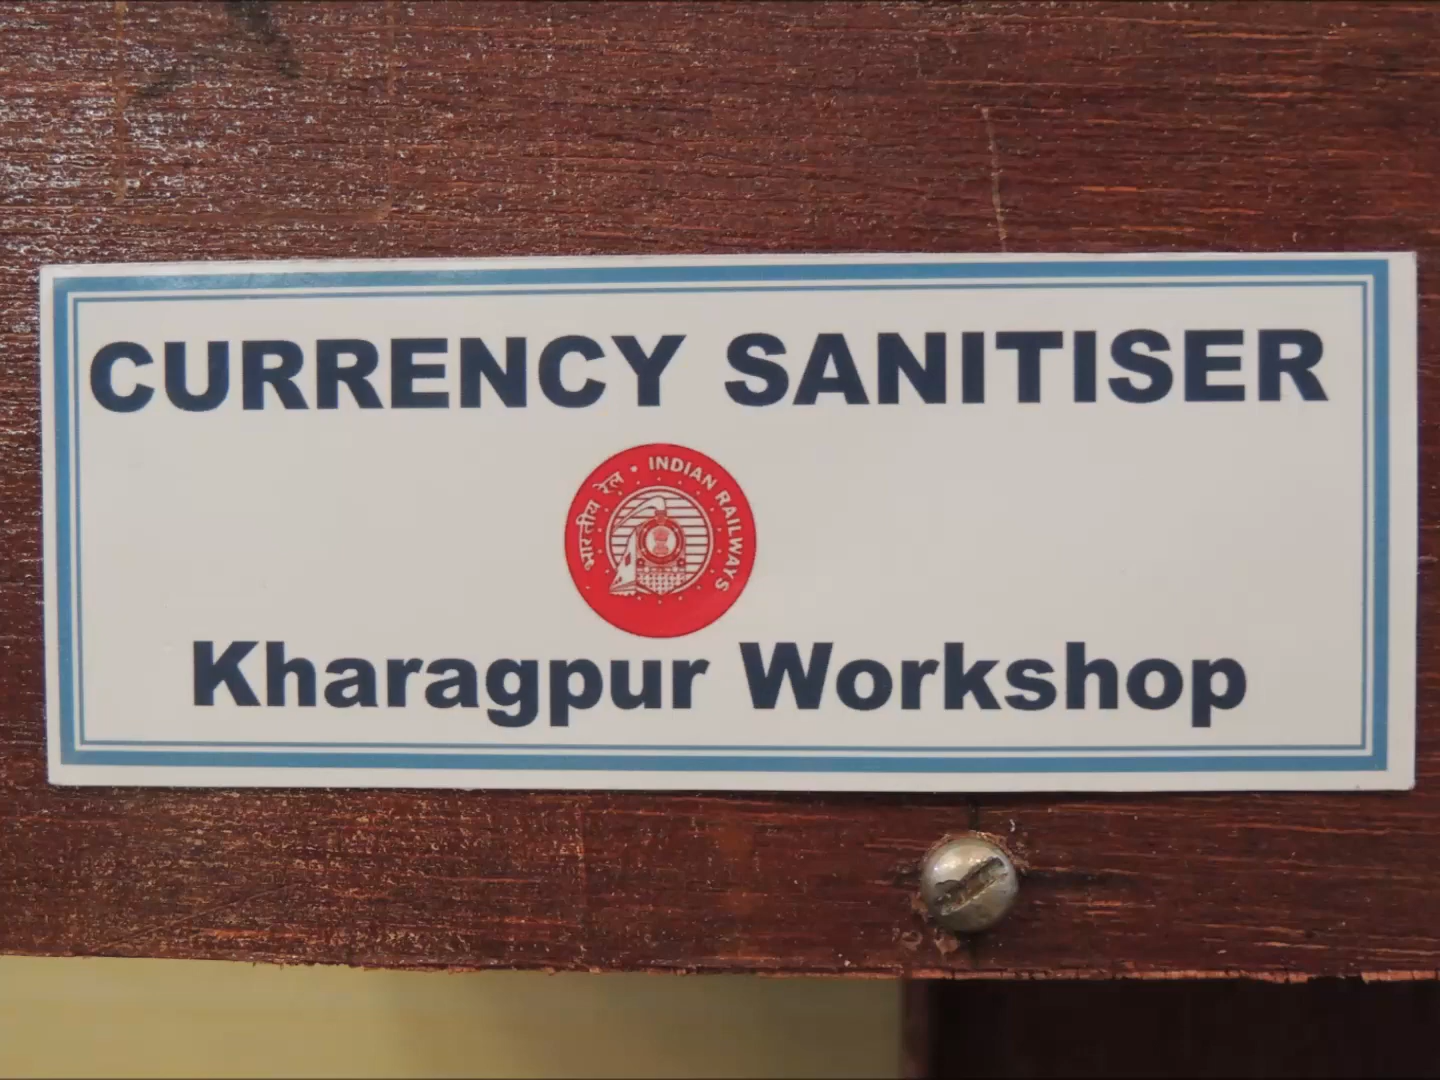 CURRENCY SANITISER
भारतीय रेल • INDIAN RAILWAYS
Kharagpur Workshop